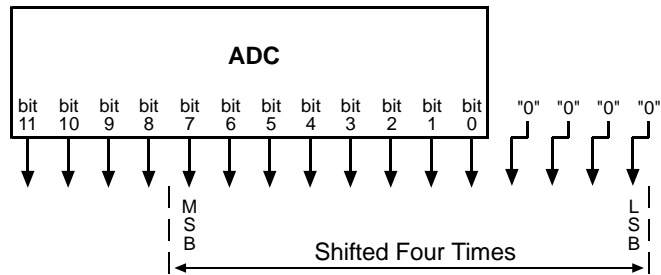 ADC
bit bit bit bit bit bit bit bit bit bit bit bit "0" "0" "0" "0"
11 10 9 8 7 6 5 4 3 2 1 0
M L
S S
B B
Shifted Four Times